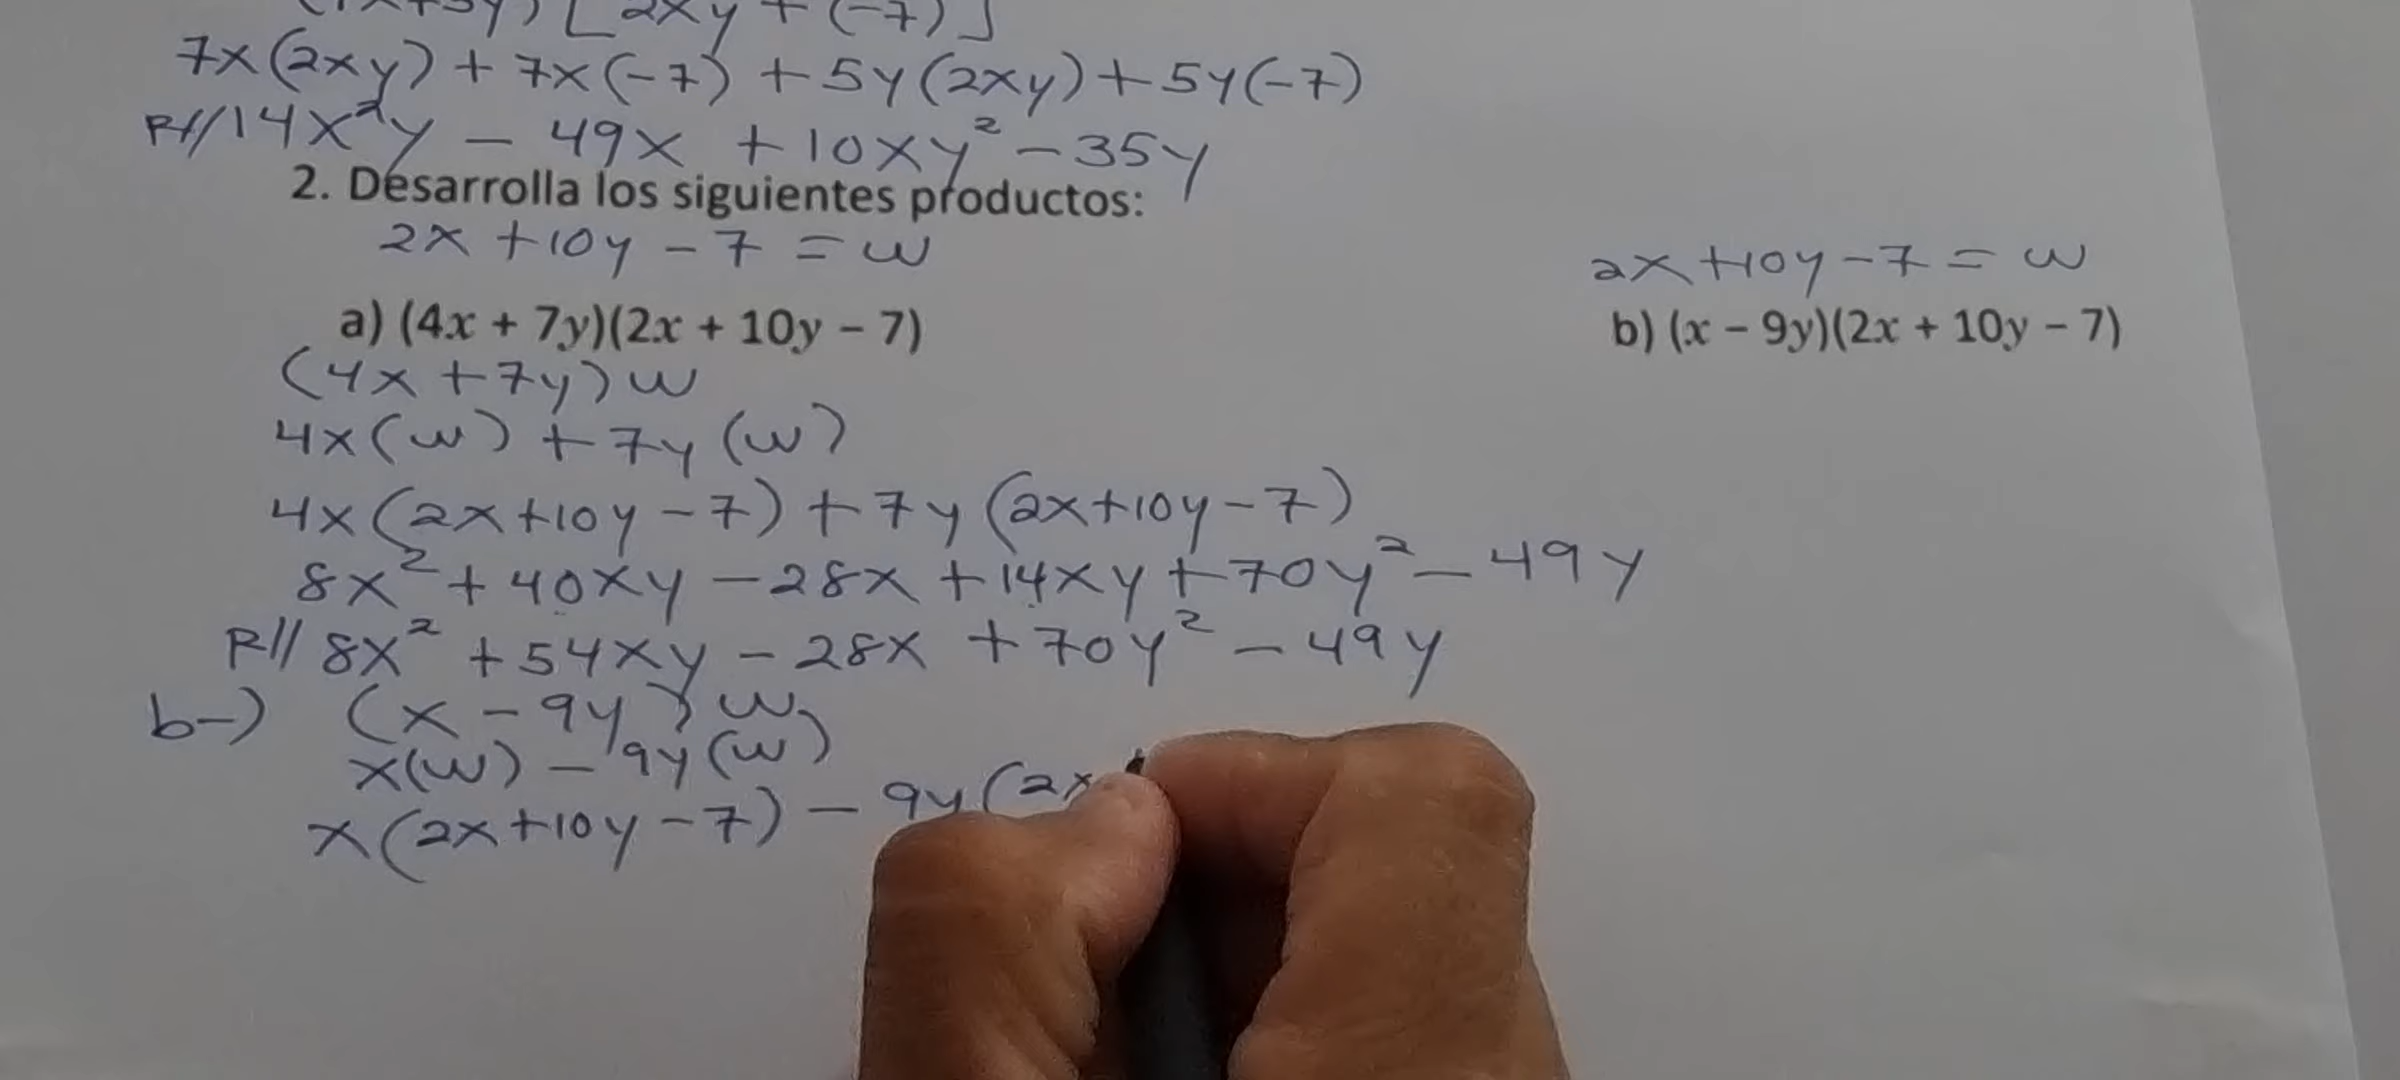 [2xy + (-7)]
7x(2xy) + 7x(-7) + 5y(2xy) + 5y(-7)
R// 14x²y - 49x + 10xy² - 35y
2. Desarrolla los siguientes productos:
2x + 10y - 7 = w
a) (4x + 7y)(2x + 10y – 7)
(4x + 7y) w
4x(w) + 7y(w)
4x(2x + 10y - 7) + 7y(2x + 10y - 7)
8x² + 40xy - 28x + 14xy + 70y² - 49y
R// 8x² + 54xy - 28x + 70y² - 49y
2x + 10y - 7 = w
b) (x – 9y)(2x + 10y – 7)
b-) (x - 9y) w
x(w) - 9y(w)
x(2x + 10y - 7) - 9y(2x